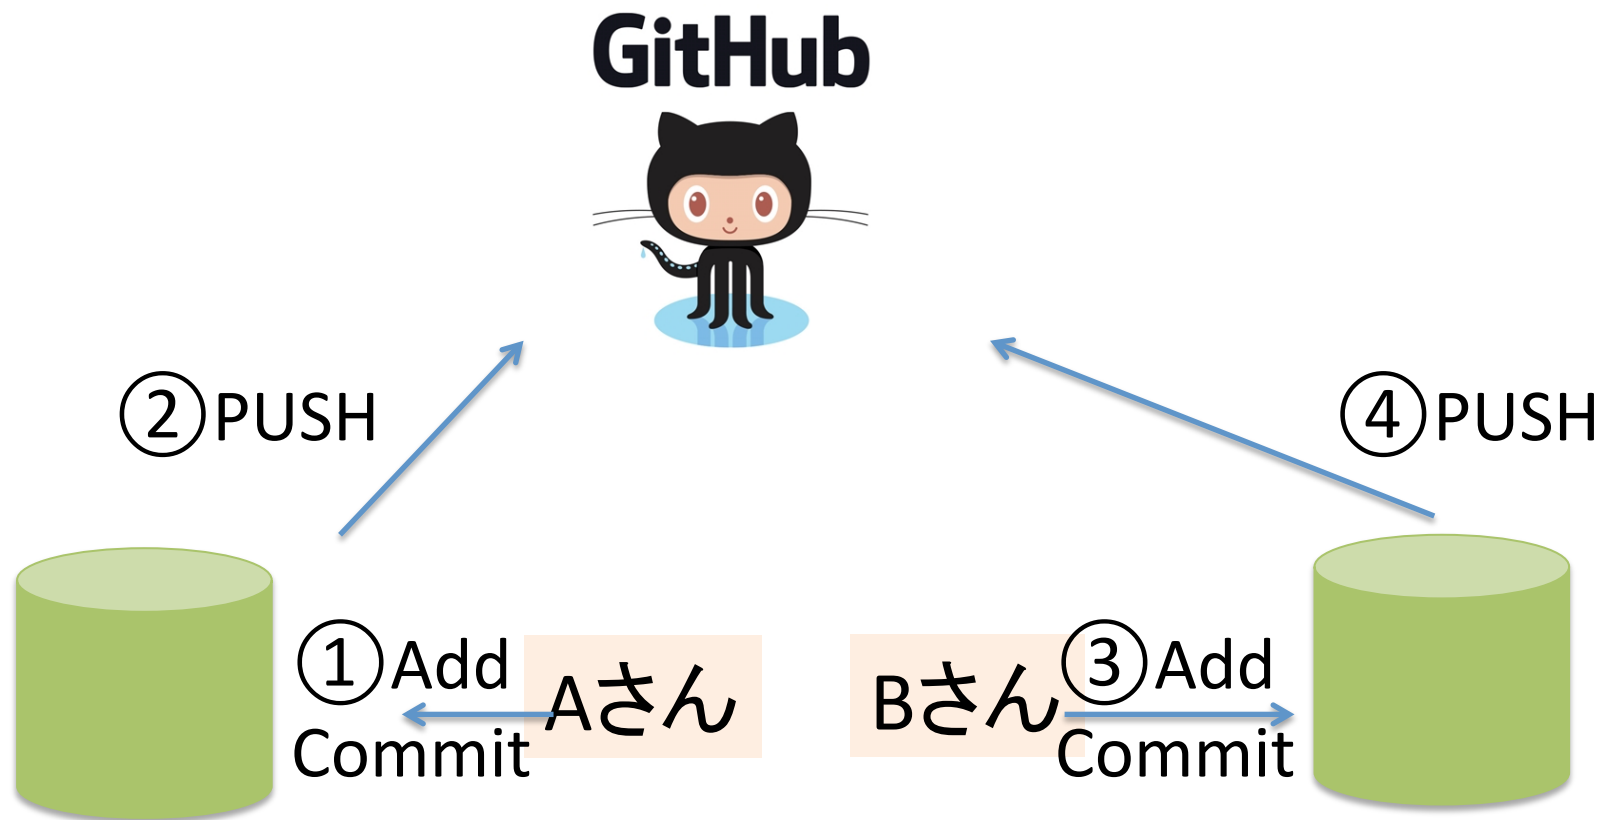 GitHub
②PUSH
④PUSH
①Add
Commit
Aさん
Bさん
③Add
Commit